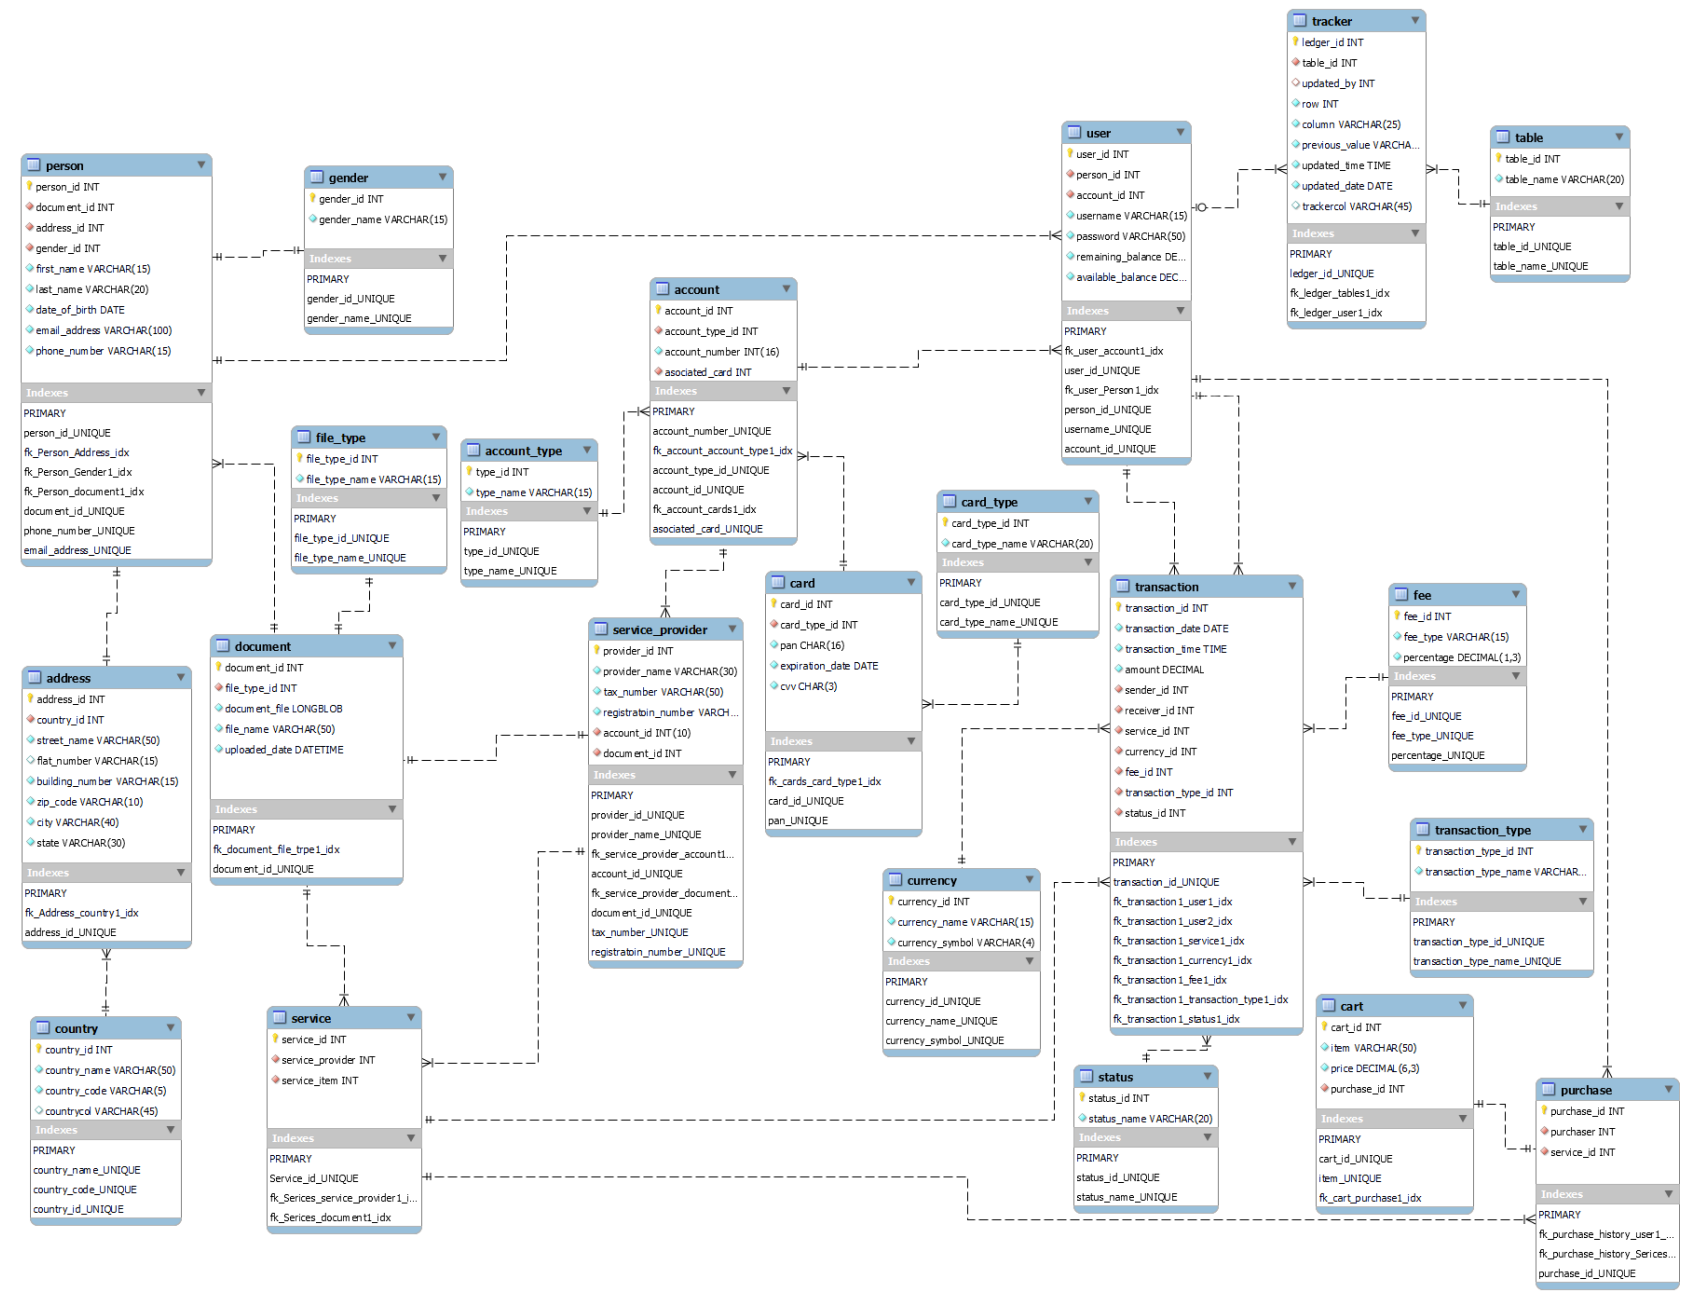 person
person_id INT
document_id INT
address_id INT
gender_id INT
first_name VARCHAR(15)
last_name VARCHAR(20)
date_of_birth DATE
email_address VARCHAR(100)
phone_number VARCHAR(15)
Indexes
PRIMARY
person_id_UNIQUE
fk_Person_Address_idx
fk_Person_Gender1_idx
fk_Person_document1_idx
document_id_UNIQUE
phone_number_UNIQUE
email_address_UNIQUE
gender
gender_id INT
gender_name VARCHAR(15)
Indexes
PRIMARY
gender_id_UNIQUE
gender_name_UNIQUE
file_type
file_type_id INT
file_type_name VARCHAR(15)
Indexes
PRIMARY
file_type_id_UNIQUE
file_type_name_UNIQUE
account_type
type_id INT
type_name VARCHAR(15)
Indexes
PRIMARY
type_id_UNIQUE
type_name_UNIQUE
account
account_id INT
account_type_id INT
account_number INT(16)
asociated_card INT
Indexes
PRIMARY
account_number_UNIQUE
fk_account_account_type1_idx
account_type_id_UNIQUE
account_id_UNIQUE
fk_account_cards1_idx
asociated_card_UNIQUE
user
user_id INT
person_id INT
account_id INT
username VARCHAR(15)
password VARCHAR(50)
remaining_balance DE...
available_balance DEC...
Indexes
PRIMARY
fk_user_account1_idx
user_id_UNIQUE
fk_user_Person1_idx
person_id_UNIQUE
username_UNIQUE
account_id_UNIQUE
tracker
ledger_id INT
table_id INT
updated_by INT
row INT
column VARCHAR(25)
previous_value VARCHA...
updated_time TIME
updated_date DATE
trackercol VARCHAR(45)
Indexes
PRIMARY
ledger_id_UNIQUE
fk_ledger_tables1_idx
fk_ledger_user1_idx
table
table_id INT
table_name VARCHAR(20)
Indexes
PRIMARY
table_id_UNIQUE
table_name_UNIQUE
address
address_id INT
country_id INT
street_name VARCHAR(50)
flat_number VARCHAR(15)
building_number VARCHAR(15)
zip_code VARCHAR(10)
city VARCHAR(40)
state VARCHAR(30)
Indexes
PRIMARY
fk_Address_country1_idx
address_id_UNIQUE
document
document_id INT
file_type_id INT
document_file LONGBLOB
file_name VARCHAR(50)
uploaded_date DATETIME
Indexes
PRIMARY
fk_document_file_trpe1_idx
document_id_UNIQUE
service_provider
provider_id INT
provider_name VARCHAR(30)
tax_number VARCHAR(50)
registratoin_number VARCH...
account_id INT(10)
document_id INT
Indexes
PRIMARY
provider_id_UNIQUE
provider_name_UNIQUE
fk_service_provider_account1...
account_id_UNIQUE
fk_service_provider_document...
document_id_UNIQUE
tax_number_UNIQUE
registratoin_number_UNIQUE
card
card_id INT
card_type_id INT
pan CHAR(16)
expiration_date DATE
cvv CHAR(3)
Indexes
PRIMARY
fk_cards_card_type1_idx
card_id_UNIQUE
pan_UNIQUE
card_type
card_type_id INT
card_type_name VARCHAR(20)
Indexes
PRIMARY
card_type_id_UNIQUE
card_type_name_UNIQUE
transaction
transaction_id INT
transaction_date DATE
transaction_time TIME
amount DECIMAL
sender_id INT
receiver_id INT
service_id INT
currency_id INT
fee_id INT
transaction_type_id INT
status_id INT
Indexes
PRIMARY
transaction_id_UNIQUE
fk_transaction1_user1_idx
fk_transaction1_user2_idx
fk_transaction1_service1_idx
fk_transaction1_currency1_idx
fk_transaction1_fee1_idx
fk_transaction1_transaction_type1_idx
fk_transaction1_status1_idx
fee
fee_id INT
fee_type VARCHAR(15)
percentage DECIMAL(1,3)
Indexes
PRIMARY
fee_id_UNIQUE
fee_type_UNIQUE
percentage_UNIQUE
transaction_type
transaction_type_id INT
transaction_type_name VARCHAR...
Indexes
PRIMARY
transaction_type_id_UNIQUE
transaction_type_name_UNIQUE
currency
currency_id INT
currency_name VARCHAR(15)
currency_symbol VARCHAR(4)
Indexes
PRIMARY
currency_id_UNIQUE
currency_name_UNIQUE
currency_symbol_UNIQUE
country
country_id INT
country_name VARCHAR(50)
country_code VARCHAR(5)
countrycol VARCHAR(45)
Indexes
PRIMARY
country_name_UNIQUE
country_code_UNIQUE
country_id_UNIQUE
service
service_id INT
service_provider INT
service_item INT
Indexes
PRIMARY
Service_id_UNIQUE
fk_Serices_service_provider1_i...
fk_Serices_document1_idx
status
status_id INT
status_name VARCHAR(20)
Indexes
PRIMARY
status_id_UNIQUE
status_name_UNIQUE
cart
cart_id INT
item VARCHAR(50)
price DECIMAL(6,3)
purchase_id INT
Indexes
PRIMARY
cart_id_UNIQUE
item_UNIQUE
fk_cart_purchase1_idx
purchase
purchase_id INT
purchaser INT
service_id INT
Indexes
PRIMARY
fk_purchase_history_user1_...
fk_purchase_history_Serices...
purchase_id_UNIQUE